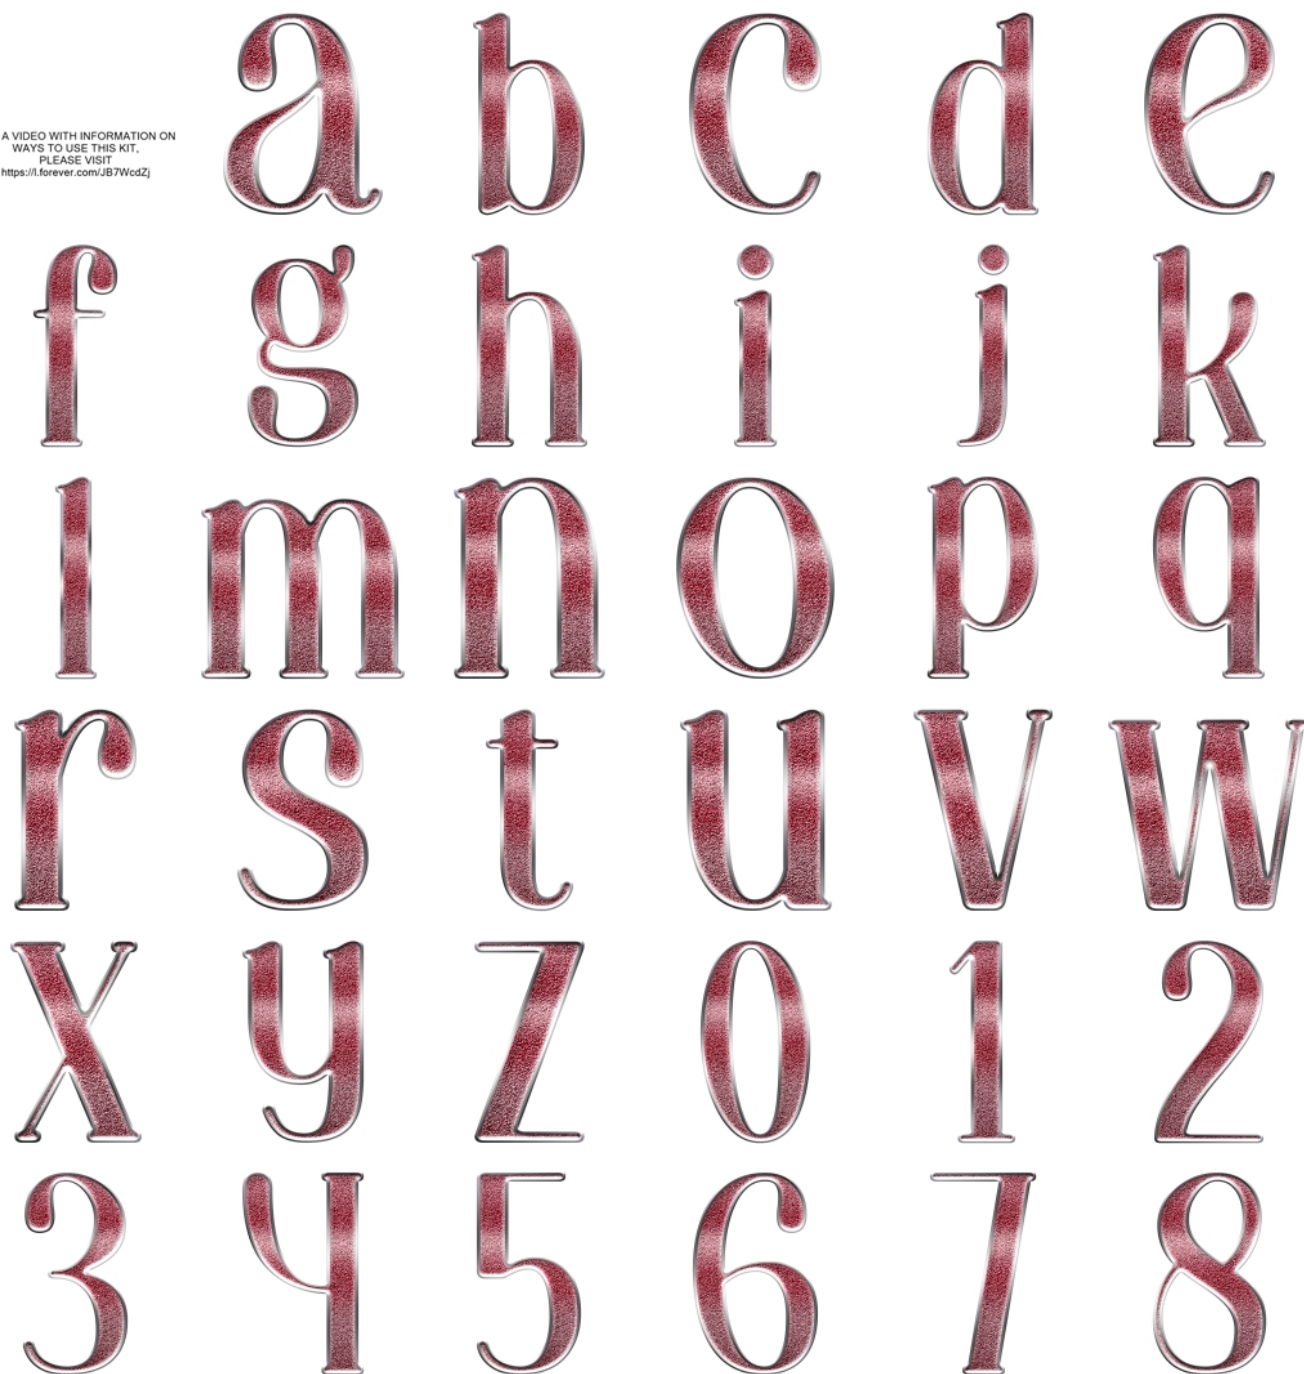 A VIDEO WITH INFORMATION ON
WAYS TO USE THIS KIT,
PLEASE VISIT
https://l.forever.com/JB7WcdZj
a b c d e
f g h i j k
l m n o p q
r s t u v w
x y z 0 1 2
3 4 5 6 7 8